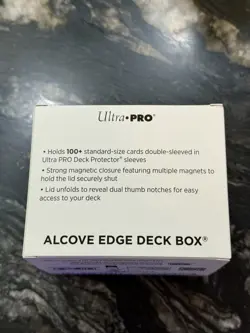 Ultra•PRO®
• Holds 100+ standard-size cards double-sleeved in
Ultra PRO Deck Protector® sleeves
• Strong magnetic closure featuring multiple magnets to
hold the lid securely shut
• Lid unfolds to reveal dual thumb notches for easy
access to your deck
ALCOVE EDGE DECK BOX®